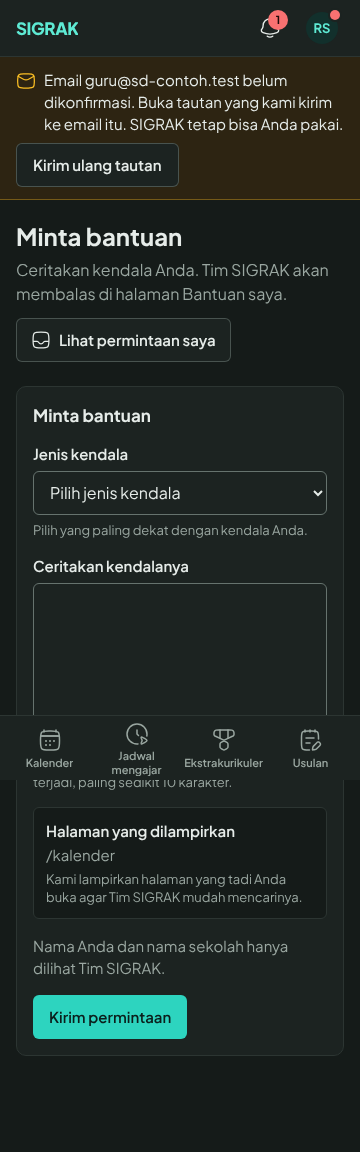 SIGRAK
1
RS
Email guru@sd-contoh.test belum
dikonfirmasi. Buka tautan yang kami kirim
ke email itu. SIGRAK tetap bisa Anda pakai.
Kirim ulang tautan
Minta bantuan
Ceritakan kendala Anda. Tim SIGRAK akan
membalas di halaman Bantuan saya.
Lihat permintaan saya
Minta bantuan
Jenis kendala
Pilih jenis kendala
Pilih yang paling dekat dengan kendala Anda.
Ceritakan kendalanya
Kalender
Jadwal
mengajar
Ekstrakurikuler
Usulan
terjadi, paling sedikit 10 karakter.
Halaman yang dilampirkan
/kalender
Kami lampirkan halaman yang tadi Anda
buka agar Tim SIGRAK mudah mencarinya.
Nama Anda dan nama sekolah hanya
dilihat Tim SIGRAK.
Kirim permintaan